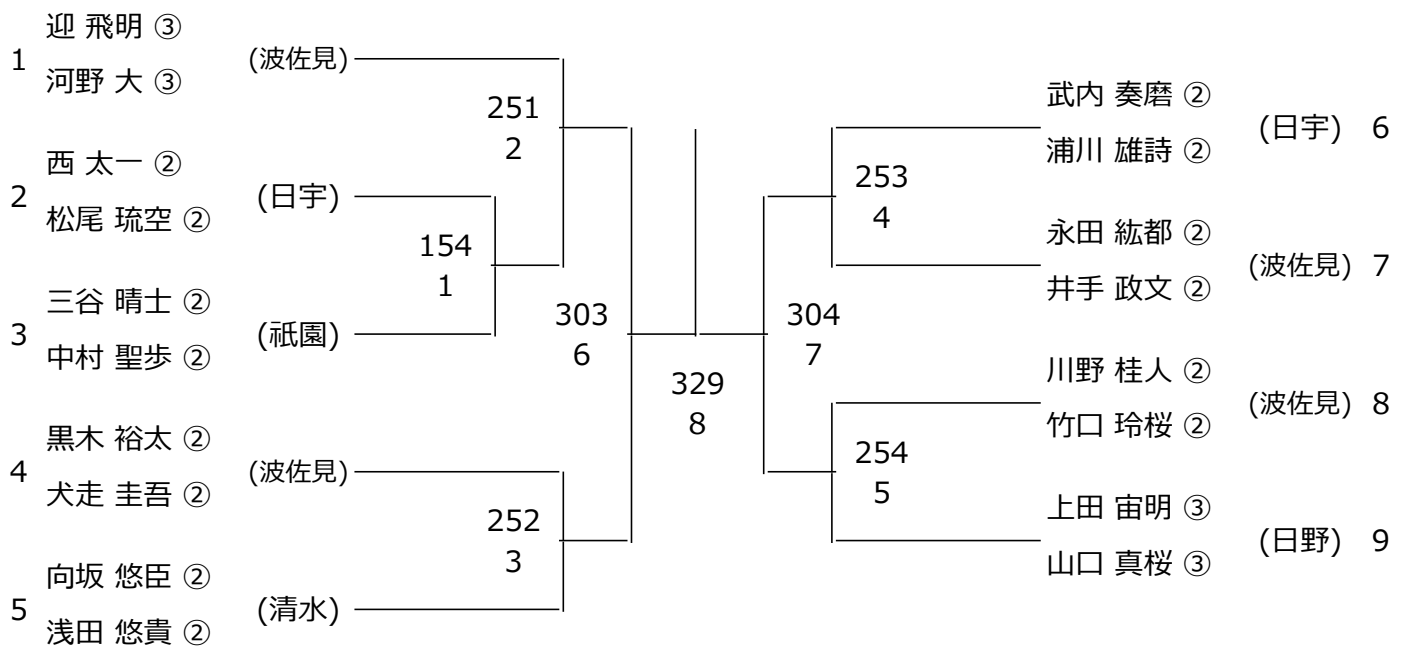 1
迎 飛明 ③
河野 大 ③
(波佐見)
2
西 太一 ②
松尾 琉空 ②
(日宇)
3
三谷 晴士 ②
中村 聖歩 ②
(祇園)
4
黒木 裕太 ②
犬走 圭吾 ②
(波佐見)
5
向坂 悠臣 ②
浅田 悠貴 ②
(清水)
251
2
154
1
252
3
303
6
329
8
304
7
253
4
254
5
武内 奏磨 ②
浦川 雄詩 ②
(日宇)
6
永田 紘都 ②
井手 政文 ②
(波佐見)
7
川野 桂人 ②
竹口 玲桜 ②
(波佐見)
8
上田 宙明 ③
山口 真桜 ③
(日野)
9